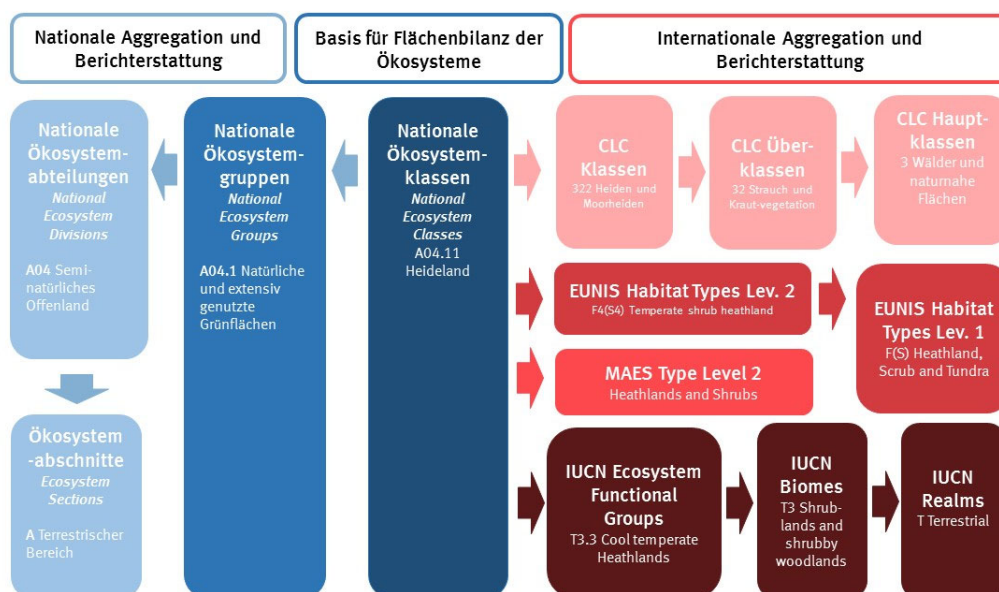 Nationale Aggregation und
Berichterstattung
Basis für Flächenbilanz der
Ökosysteme
Internationale Aggregation und
Berichterstattung
Nationale
Ökosystem-
abteilungen
National
Ecosystem
Divisions
A04 Semi-
natürliches
Offenland
Ökosystem
-abschnitte
Ecosystem
Sections
A Terrestrischer
Bereich
Nationale
Ökosystem-
gruppen
National
Ecosystem
Groups
A04.1 Natürliche
und extensiv
genutzte
Grünflächen
Nationale
Ökosystem-
klassen
National
Ecosystem
Classes
A04.11
Heideland
CLC
Klassen
322 Heiden und
Moorheiden
CLC Über-
klassen
32 Strauch und
Kraut-vegetation
CLC Haupt-
klassen
3 Wälder und
naturnahe
Flächen
EUNIS Habitat Types Lev. 2
F4(S4) Temperate shrub heathland
EUNIS Habitat
Types Lev. 1
F(S) Heathland,
Scrub and Tundra
MAES Type Level 2
Heathlands and Shrubs
IUCN Ecosystem
Functional
Groups
T3.3 Cool temperate
Heathlands
IUCN
Biomes
T3 Shrub-
lands and
shrubby
woodlands
IUCN
Realms
T Terrestrial